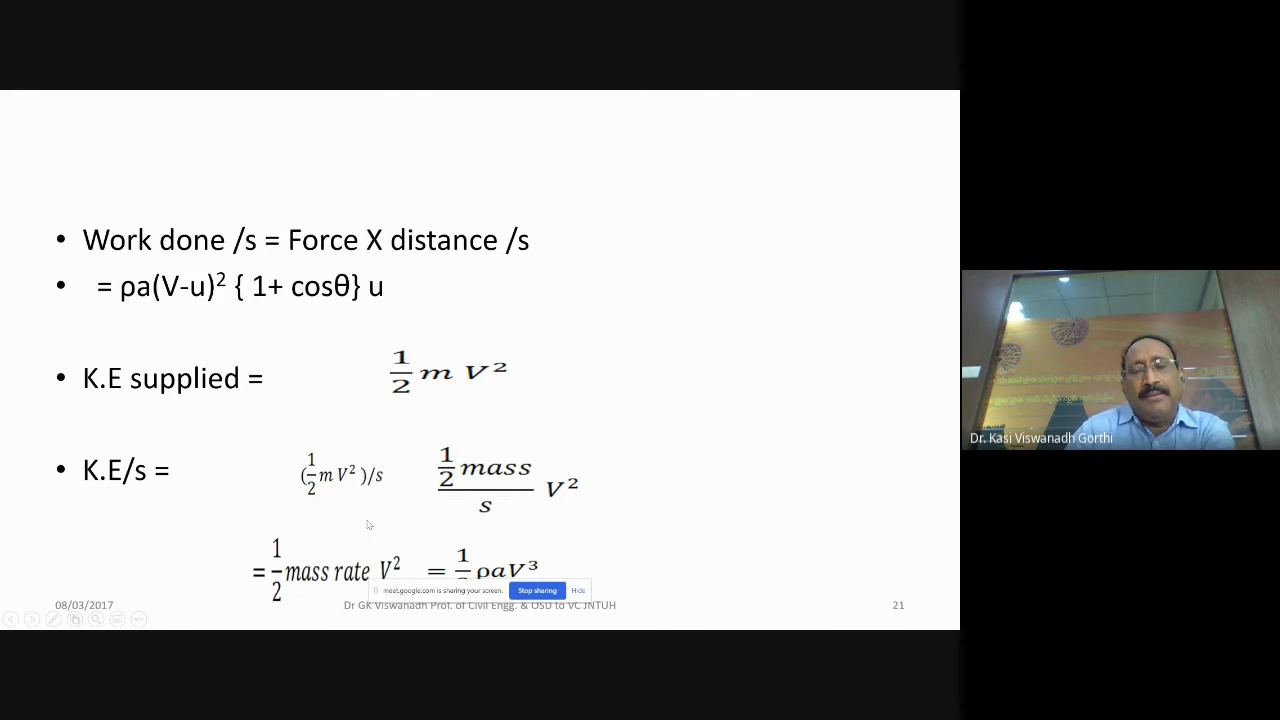 • Work done /s = Force X distance /s
• = ρa(V-u)² { 1+ cosθ} u
• K.E supplied = 1/2 m V²
• K.E/s = (1/2 m V² )/s (1/2 mass)/s V²
= 1/2 mass rate V² = 1/ ρaV³
meet.google.com is sharing your screen. Stop sharing Hide
08/03/2017 Dr GK Viswanadh Prof. of Civil Engg. & OSD to VC JNTUH 21
Dr. Kasi Viswanadh Gorthi